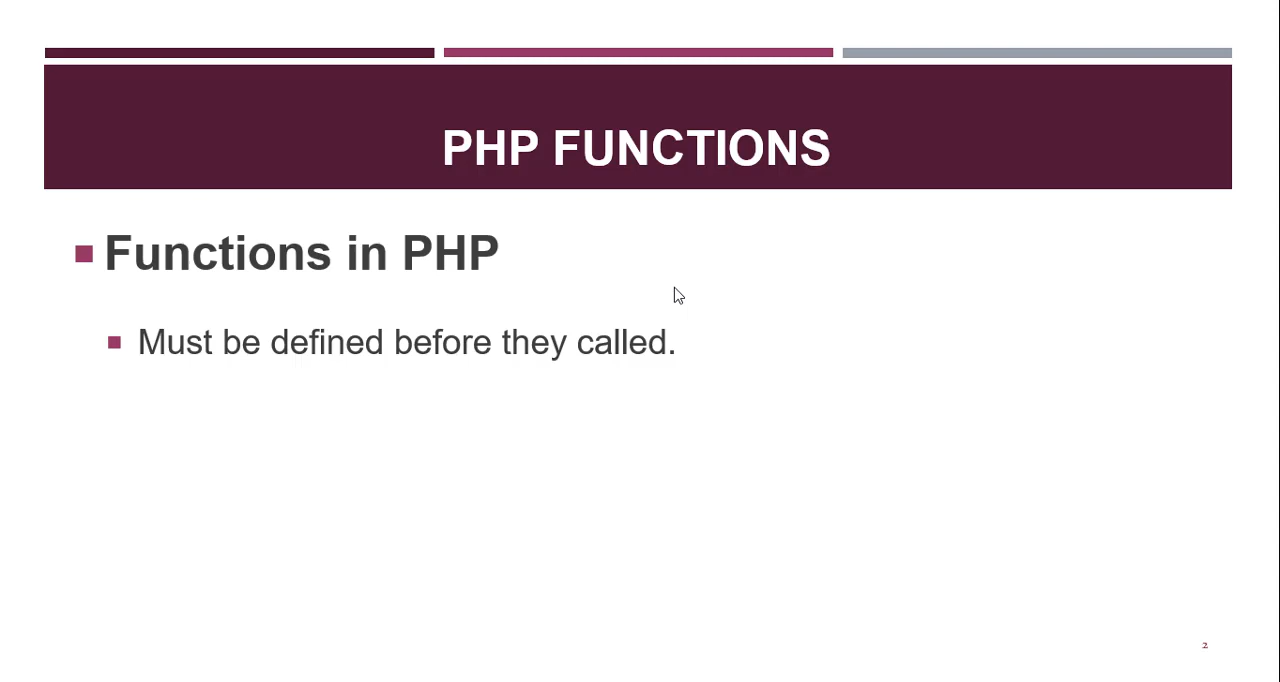 PHP FUNCTIONS
Functions in PHP
Must be defined before they called.
2